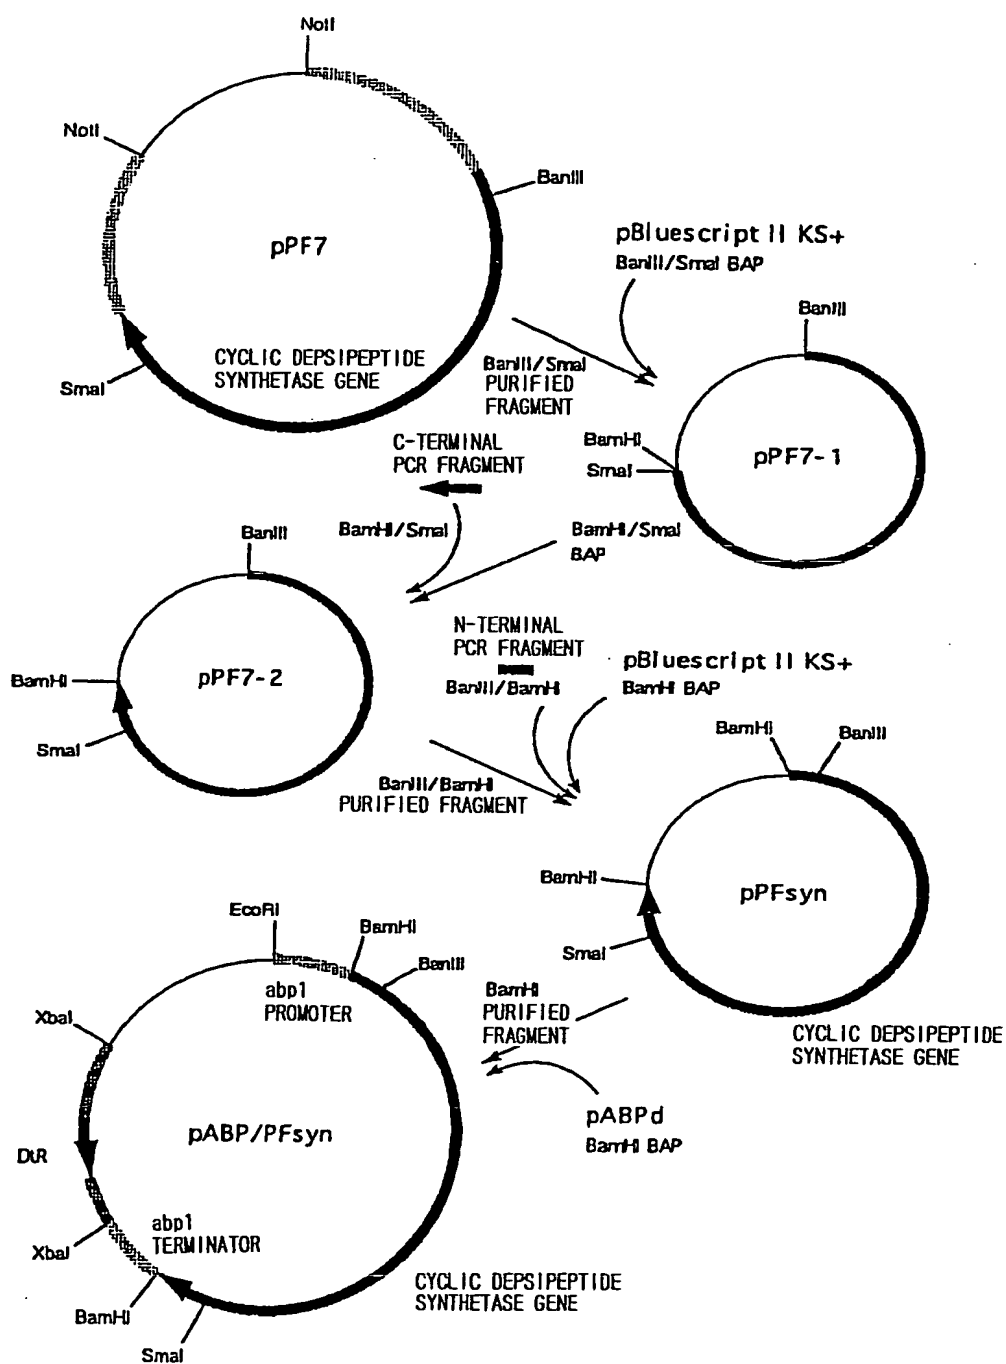 NotI
NotI
BanIII
pPF7
pBluescript II KS+
BanIII/SmaI BAP
BanIII
CYCLIC DEPSIPEPTIDE
SYNTHETASE GENE
SmaI
BanIII/SmaI
PURIFIED
FRAGMENT
C-TERMINAL
PCR FRAGMENT
BamHI
SmaI
pPF7-1
BanIII
BamHI/SmaI
BamHI/SmaI
BAP
N-TERMINAL
PCR FRAGMENT
BanIII/BamHI
pBluescript II KS+
BamHI BAP
BamHI
pPF7-2
SmaI
BamHI
BanIII
BanIII/BamHI
PURIFIED FRAGMENT
BamHI
pPFsyn
SmaI
EcoRI
BamHI
BanIII
abp1
PROMOTER
BamHI
PURIFIED
FRAGMENT
CYCLIC DEPSIPEPTIDE
SYNTHETASE GENE
XbaI
pABP/PFsyn
pABPd
BamHI BAP
DtR
abp1
TERMINATOR
XbaI
BamHI
SmaI
CYCLIC DEPSIPEPTIDE
SYNTHETASE GENE